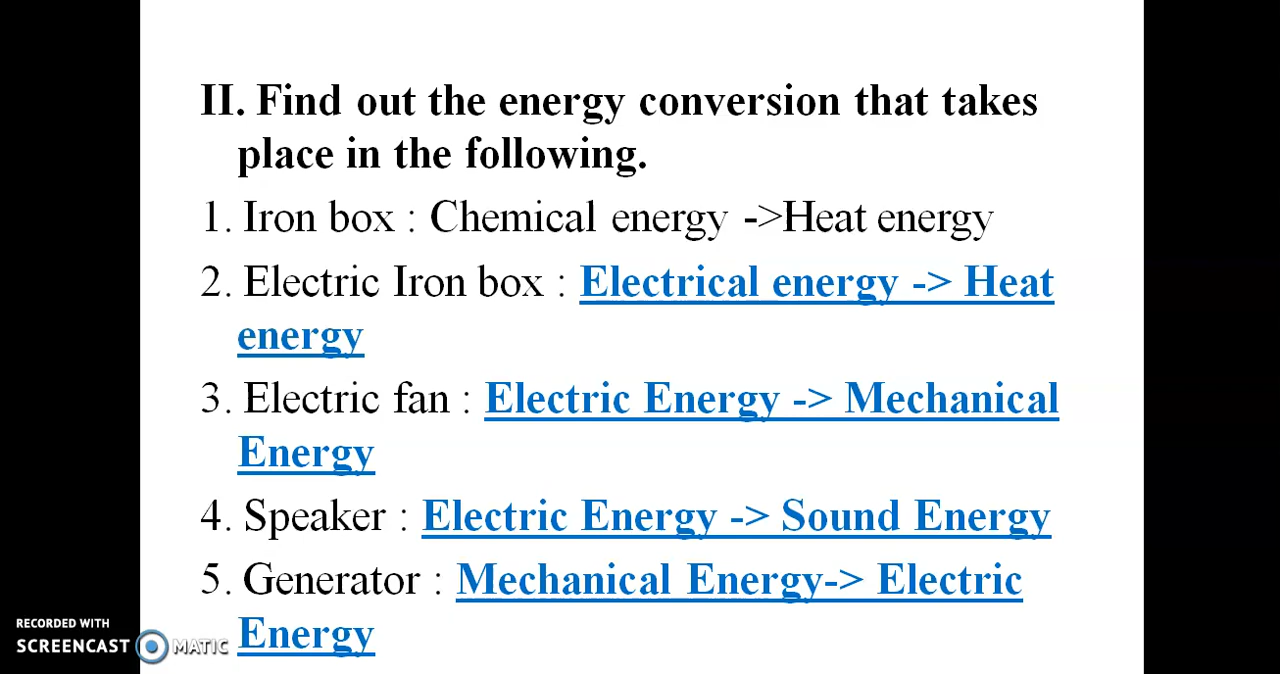 II. Find out the energy conversion that takes
place in the following.
1. Iron box : Chemical energy ->Heat energy
2. Electric Iron box : Electrical energy -> Heat
energy
3. Electric fan : Electric Energy -> Mechanical
Energy
4. Speaker : Electric Energy -> Sound Energy
5. Generator : Mechanical Energy-> Electric
Energy
RECORDED WITH
SCREENCAST MATIC